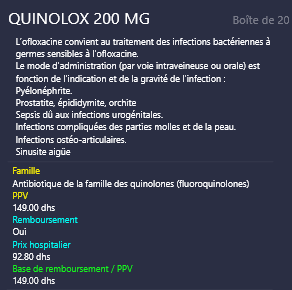 QUINOLOX 200 MG
Boîte de 20
L'ofloxacine convient au traitement des infections bactériennes à
germes sensibles à l'ofloxacine.
Le mode d'administration (par voie intraveineuse ou orale) est
fonction de l'indication et de la gravité de l'infection :
Pyélonéphrite.
Prostatite, épididymite, orchite
Sepsis dû aux infections urogénitales.
Infections compliquées des parties molles et de la peau.
Infections ostéo-articulaires.
Sinusite aigüe
Famille
Antibiotique de la famille des quinolones (fluoroquinolones)
PPV
149.00 dhs
Remboursement
Oui
Prix hospitalier
92.80 dhs
Base de remboursement / PPV
149.00 dhs